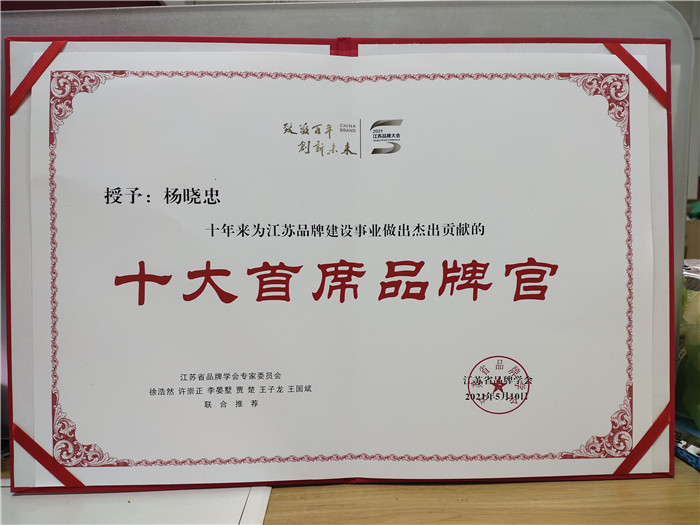 致敬百年
创新未来
CHINA
BRAND
2021
江苏品牌大会
授予：杨晓忠
十年来为江苏品牌建设事业做出杰出贡献的
十大首席品牌官
江苏省品牌学会专家委员会
徐浩然 许崇正 李晏墅 贾 楚 王子龙 王国斌
联合推荐
江苏省品牌学会
2021年5月10日